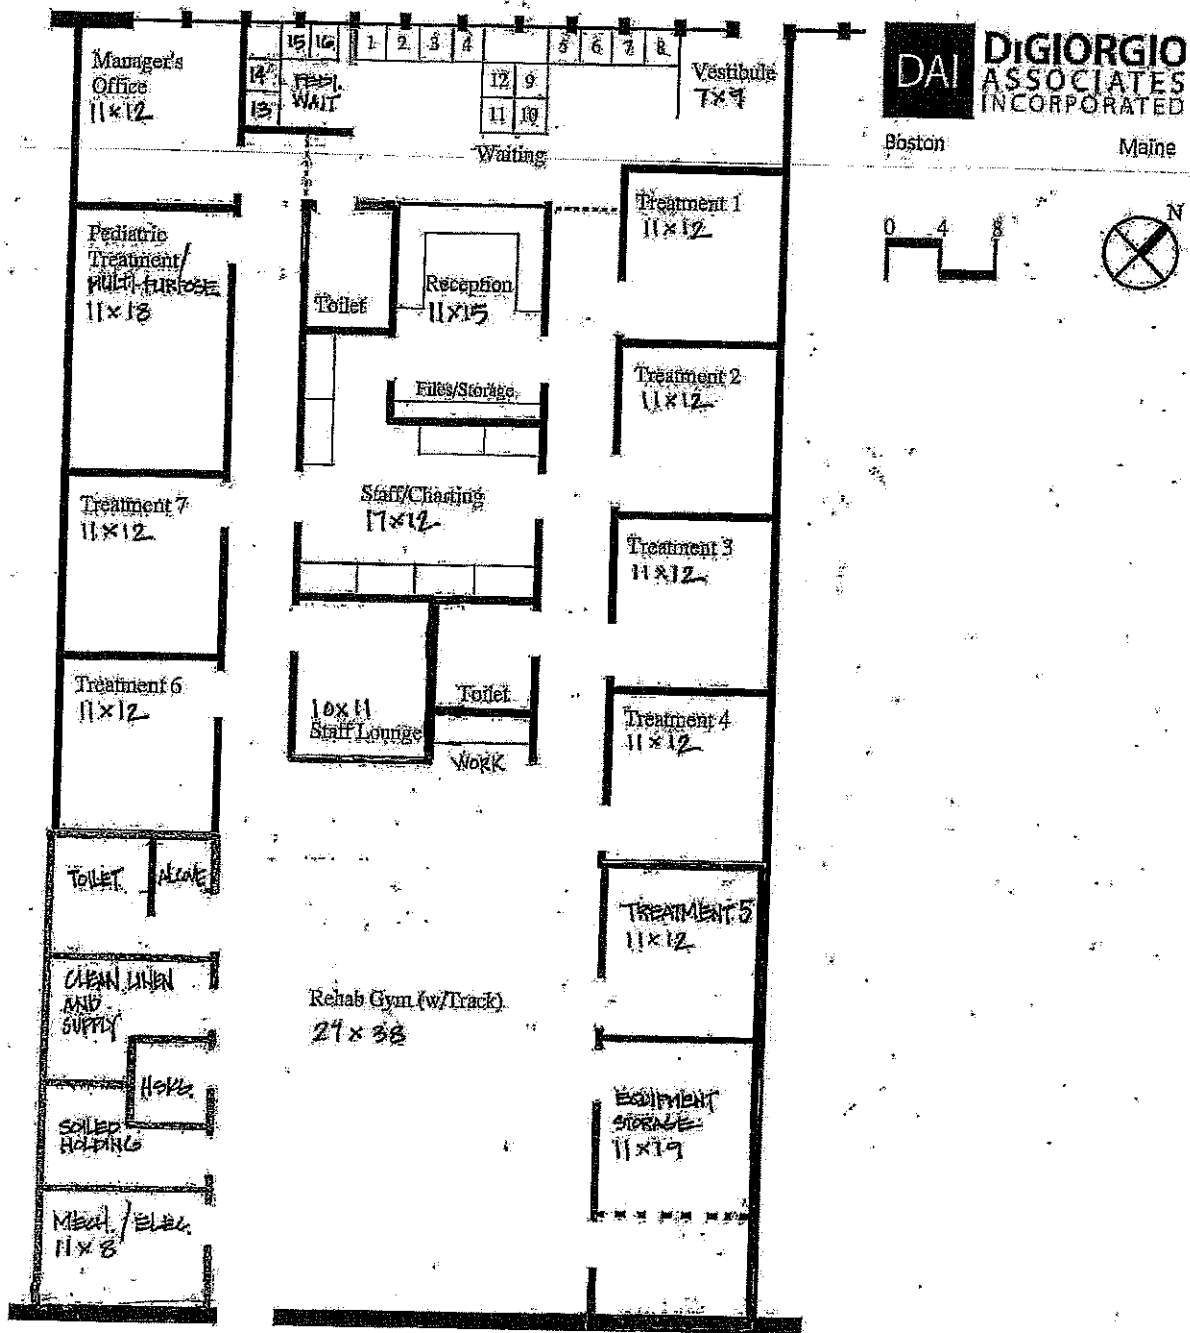 Manager's
Office
11×12
15 16
14
13
WAIT
1 2 3 4
5 6 7 8
12 9
11 10
Waiting
Vestibule
7×9
DAI
DiGIORGIO
ASSOCIATES
INCORPORATED
Boston Maine
0 4 8
N
Pediatric
Treatment/
MULTI-PURPOSE
11×18
Toilet
Reception
11×15
Files/Storage
Treatment 1
11×12
Treatment 2
11×12
Treatment 7
11×12
Staff/Charting
17×12
Treatment 3
11×12
Treatment 6
11×12
10×11
Staff Lounge
Toilet
WORK
Treatment 4
11×12
TOILET
ALCOVE
TREATMENT 5
11×12
CLEAN LINEN
AND
SUPPLY
HSKG.
SOILED
HOLDING
MECH./ELEC.
11×8
Rehab Gym (w/Track)
29×38
EQUIPMENT
STORAGE
11×19